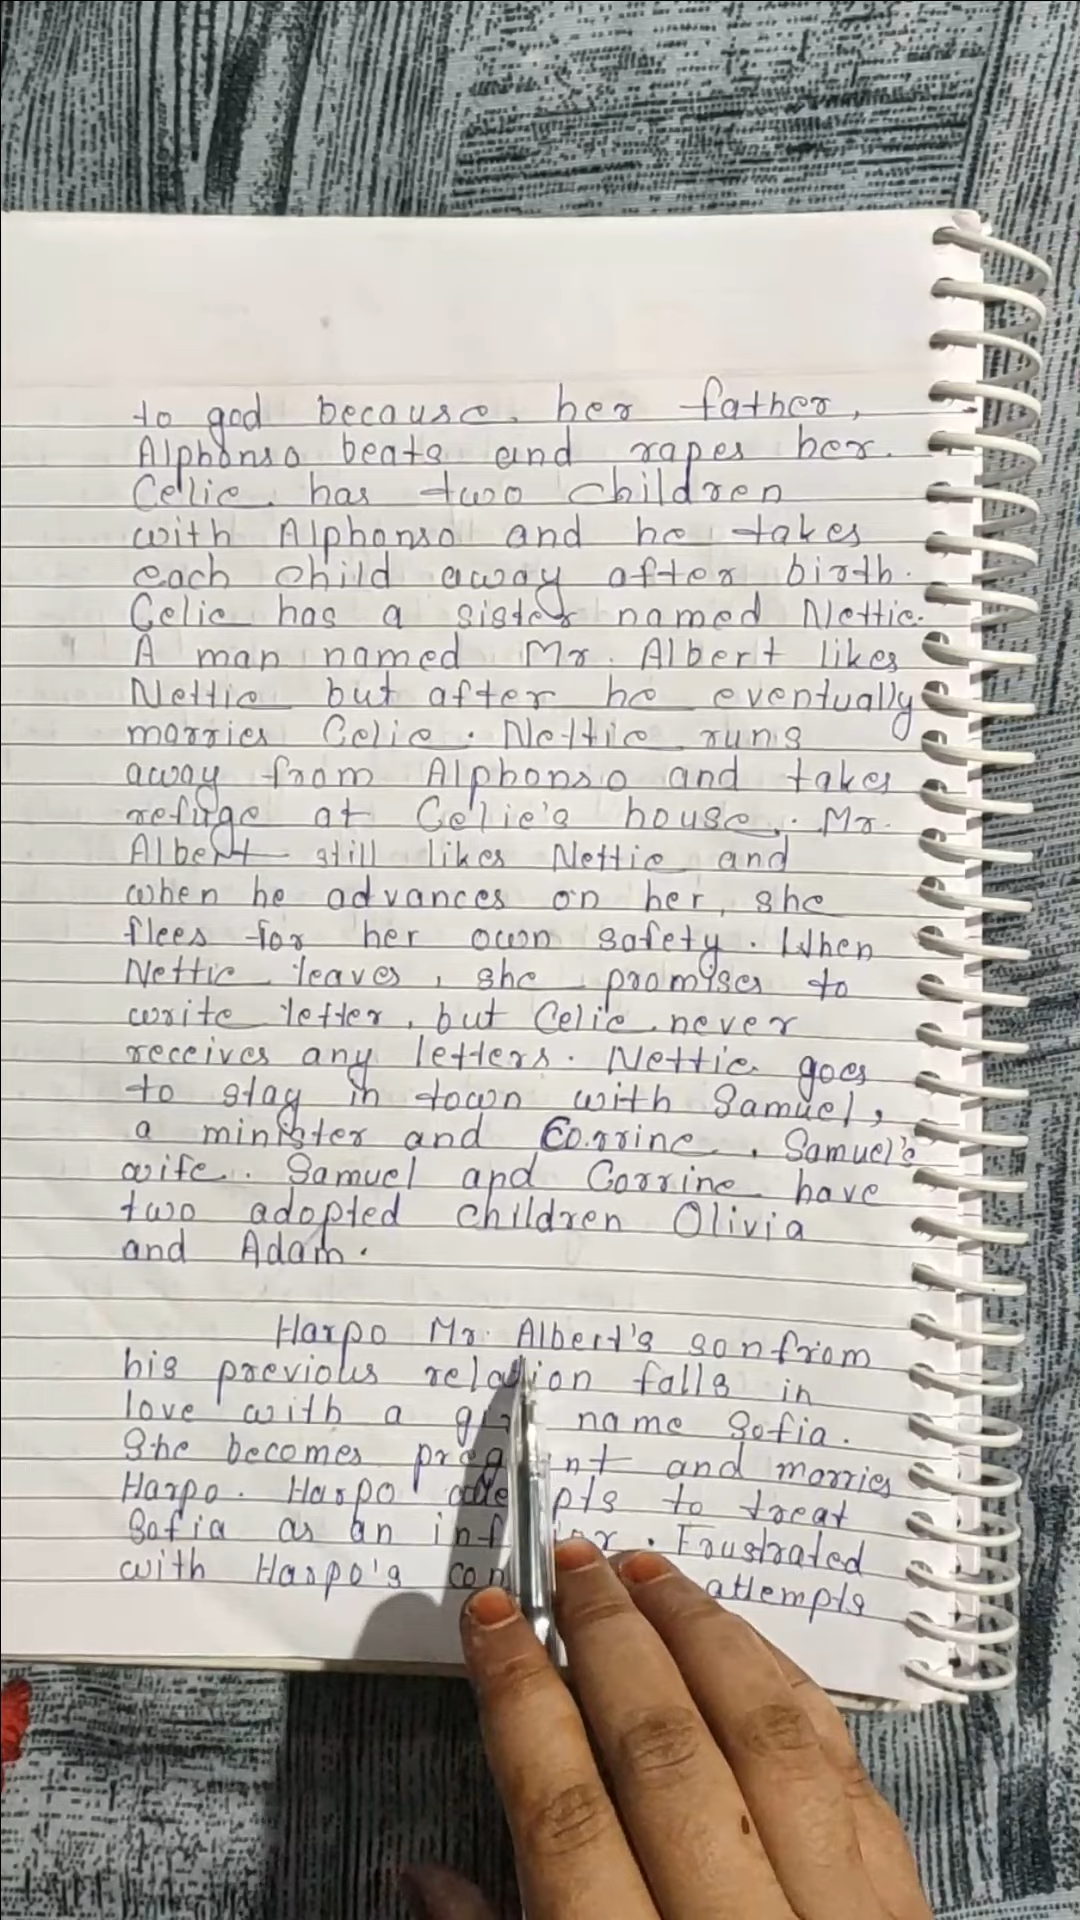 to god because, her father,
Alphonso beats and rapes her.
Celie has two children
with Alphonso and he takes
each child away after birth.
Celie has a sister named Nettie.
A man named Mr. Albert likes
Nettie but after he eventually
marries Celie. Nettie runs
away from Alphonso and takes
refuge at Celie's house. Mr.
Albert still likes Nettie and
when he advances on her, she
flees for her own safety. When
Nettie leaves, she promises to
write letter, but Celie never
receives any letters. Nettie goes
to stay in town with Samuel,
a minister and Corrine, Samuel's
wife. Samuel and Corrine have
two adopted children Olivia
and Adam.
Harpo Mr. Albert's son from
his previous relation falls in
love with a name Sofia.
She becomes and marries
Harpo. Harpo to treat
Sofia as an . Frustrated
with Harpo's attempts